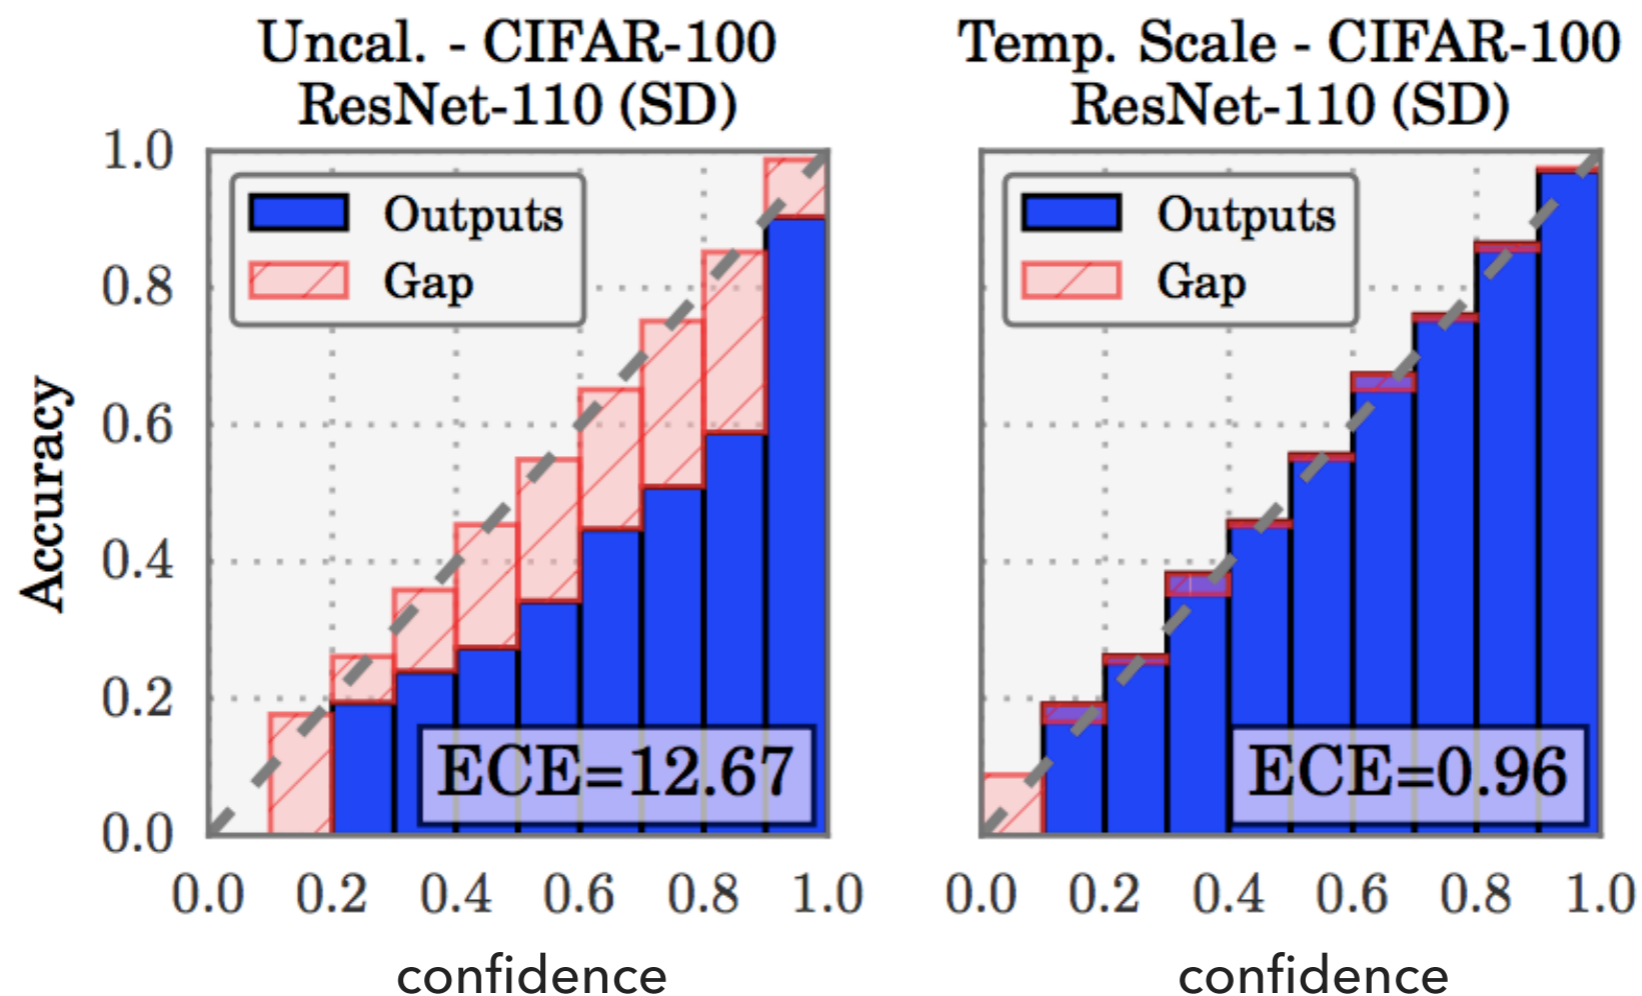 Uncal. - CIFAR-100
ResNet-110 (SD)
Temp. Scale - CIFAR-100
ResNet-110 (SD)
Accuracy
1.0
0.8
0.6
0.4
0.2
0.0
Outputs
Gap
ECE=12.67
0.0 0.2 0.4 0.6 0.8 1.0
confidence
Outputs
Gap
ECE=0.96
0.0 0.2 0.4 0.6 0.8 1.0
confidence